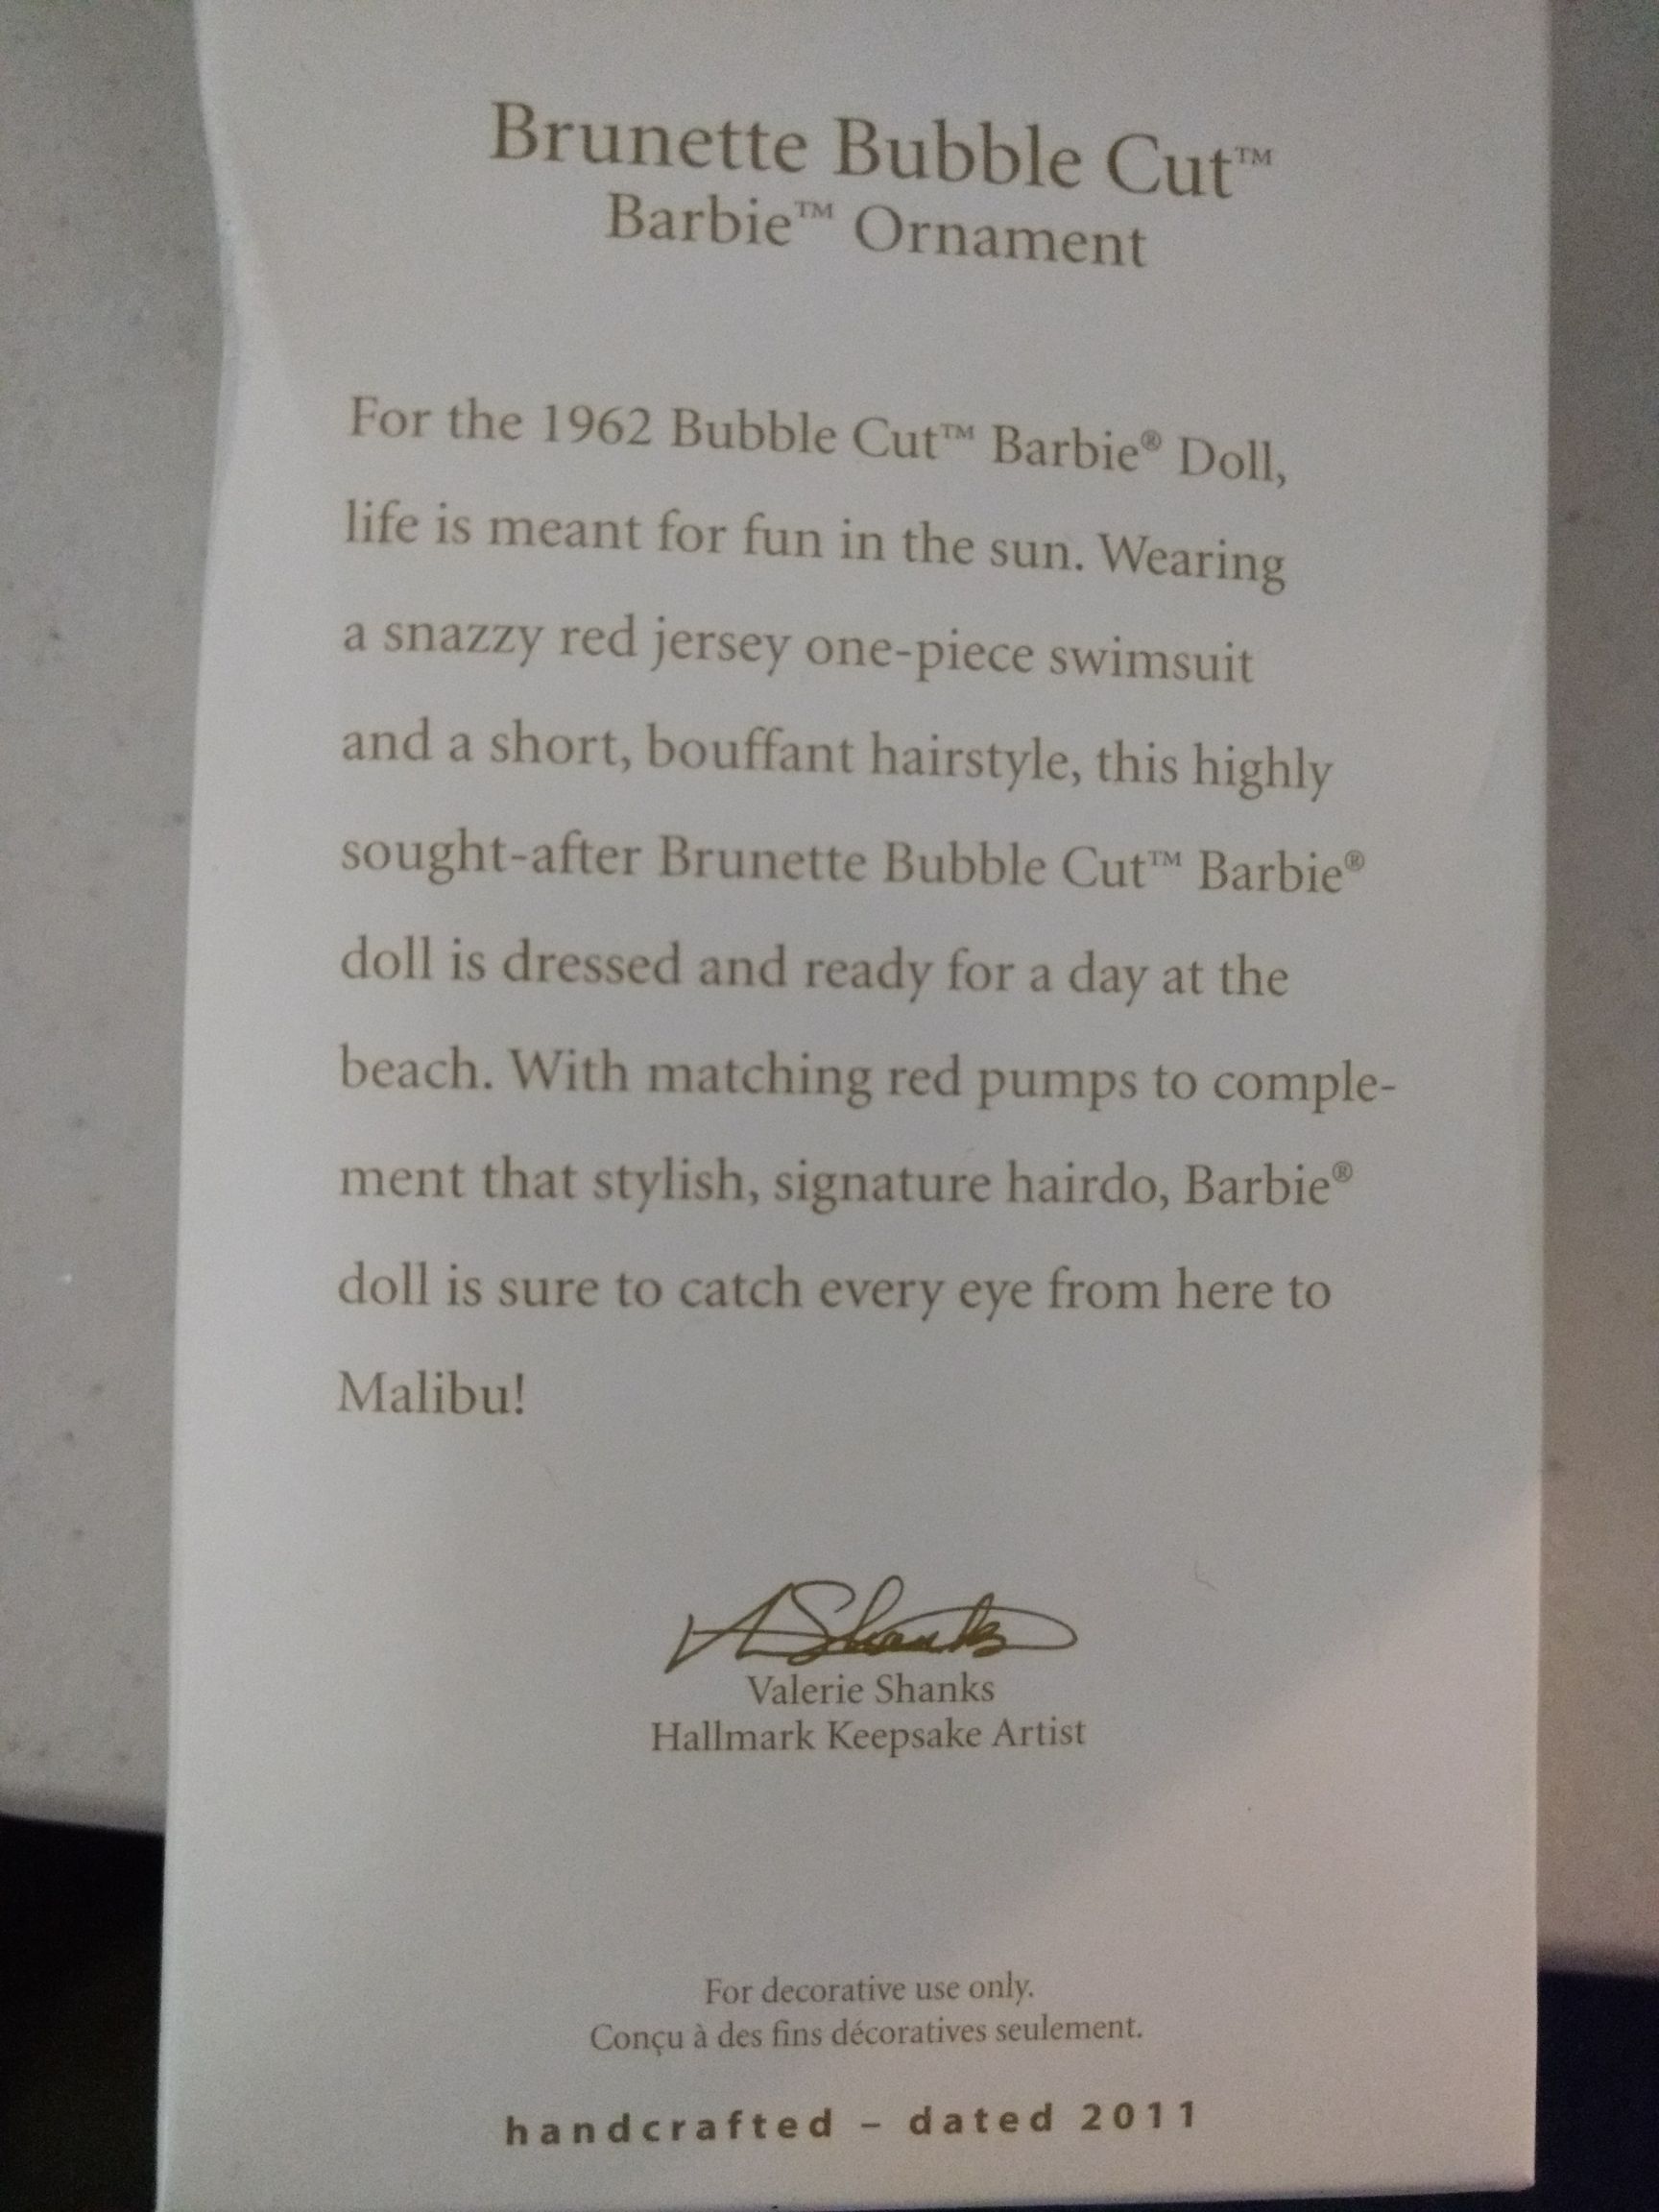 Brunette Bubble Cut™
Barbie™ Ornament
For the 1962 Bubble Cut™ Barbie® Doll,
life is meant for fun in the sun. Wearing
a snazzy red jersey one-piece swimsuit
and a short, bouffant hairstyle, this highly
sought-after Brunette Bubble Cut™ Barbie®
doll is dressed and ready for a day at the
beach. With matching red pumps to comple-
ment that stylish, signature hairdo, Barbie®
doll is sure to catch every eye from here to
Malibu!
VShanks
Valerie Shanks
Hallmark Keepsake Artist
For decorative use only.
Conçu à des fins décoratives seulement.
handcrafted – dated 2011